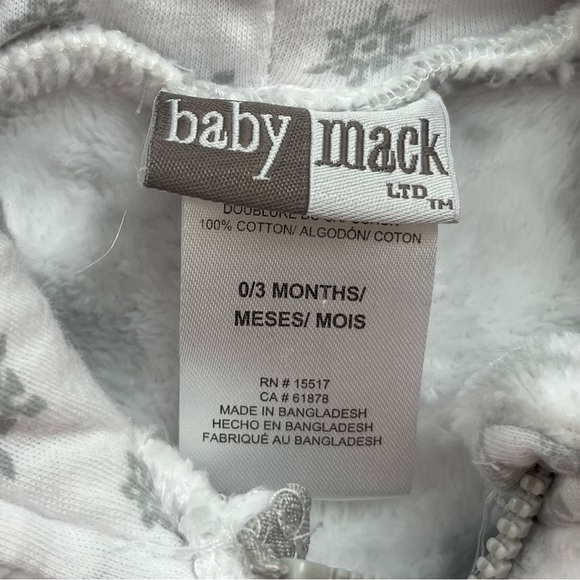 baby mack
LTD TM
100% COTTON/ ALGODÓN/ COTON
0/3 MONTHS/
MESES/ MOIS
RN # 15517
CA # 61878
MADE IN BANGLADESH
HECHO EN BANGLADESH
FABRIQUÉ AU BANGLADESH